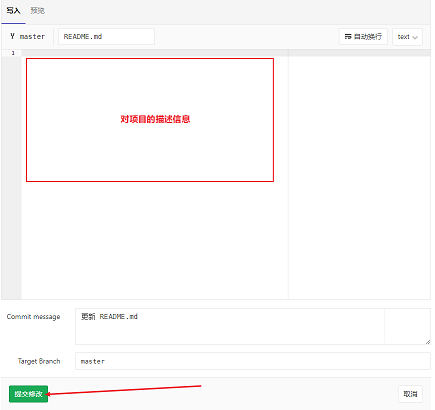 写入 预览
master README.md 自动换行 text
1
对项目的描述信息
Commit message 更新 README.md
Target Branch master
提交修改 取消